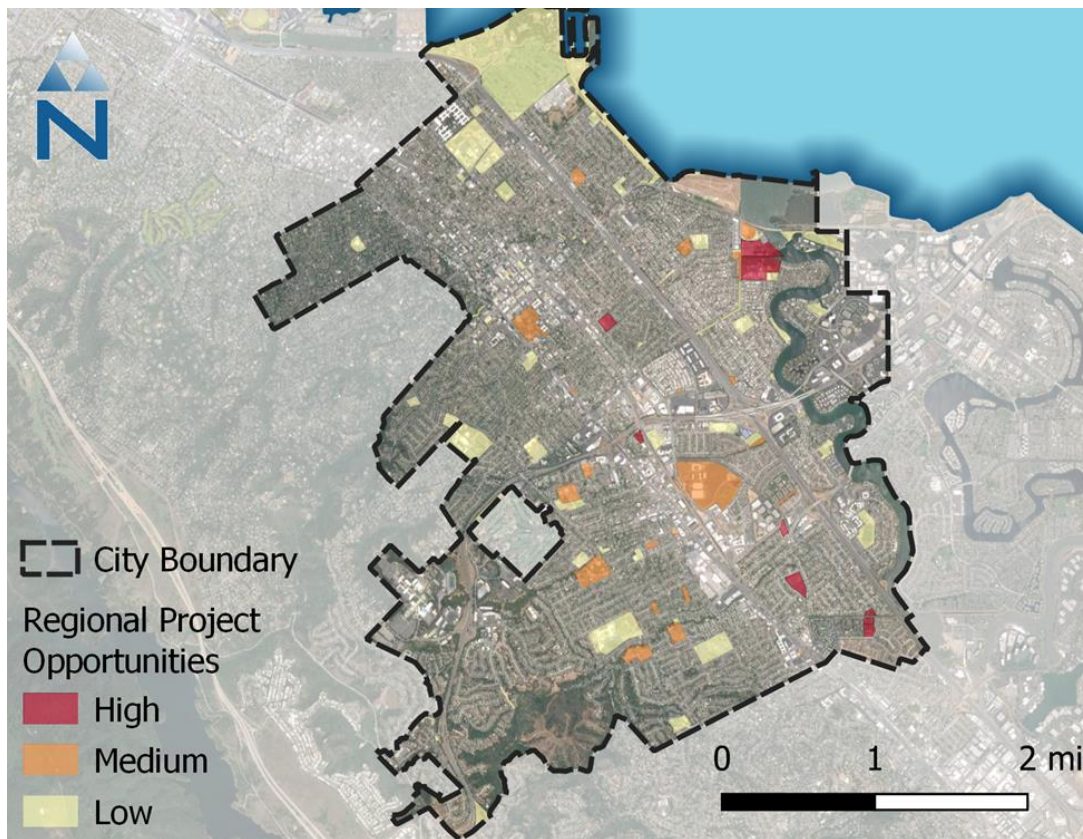 N
City Boundary
Regional Project
Opportunities
High
Medium
Low
0 1 2 mi